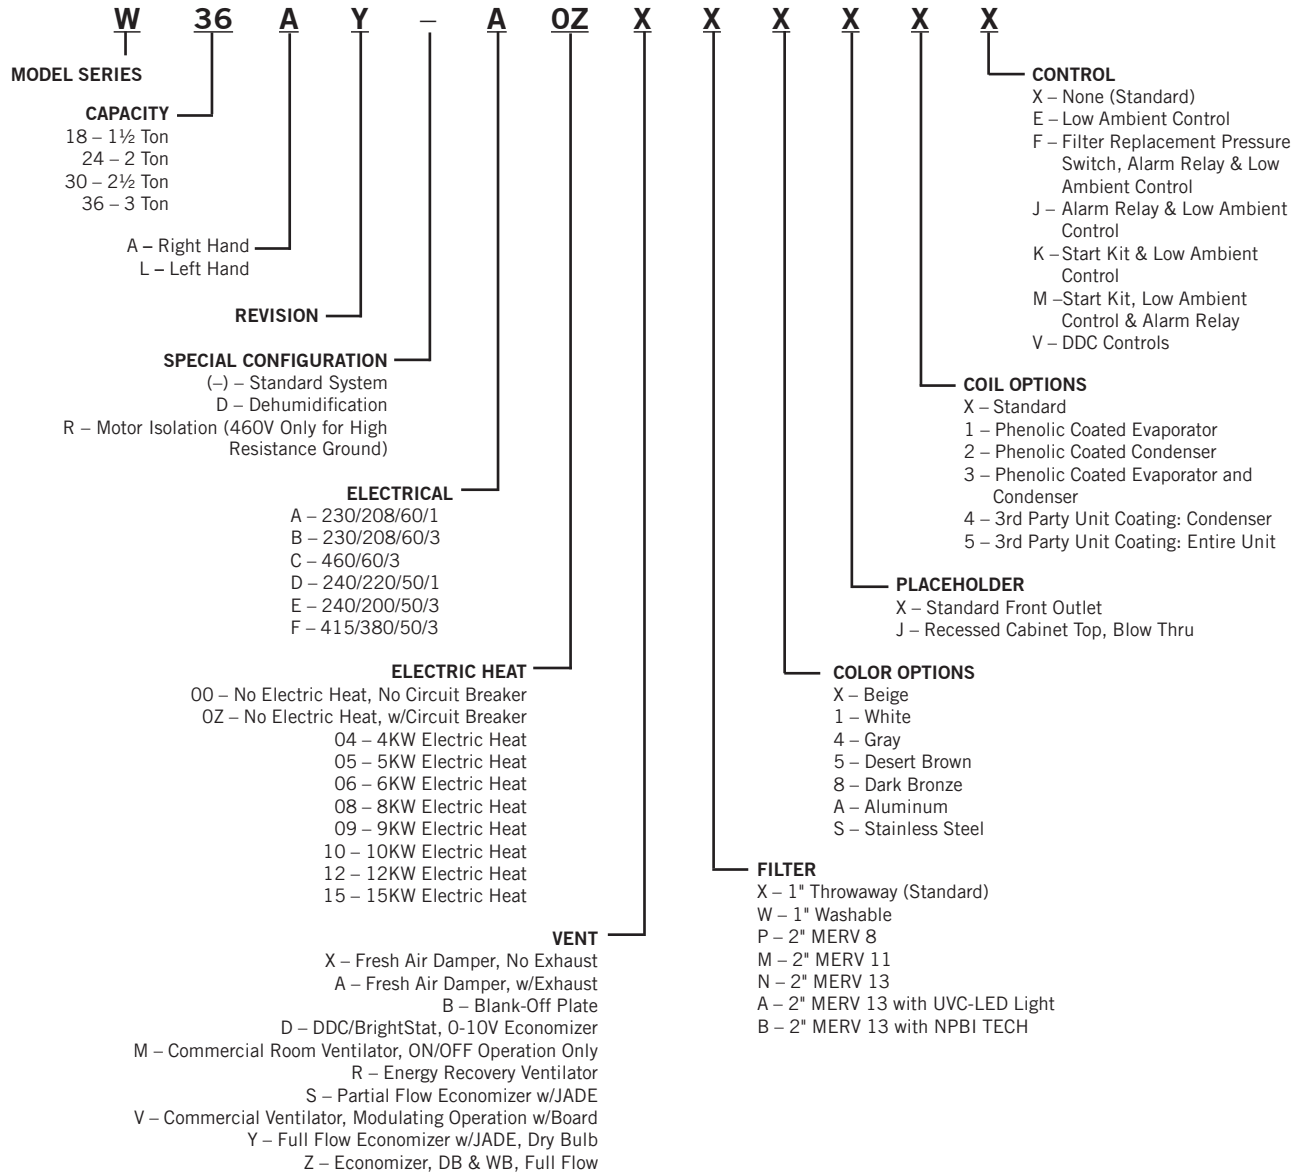 W 36 A Y – A 0Z X X X X X X
MODEL SERIES
CAPACITY
18 – 1½ Ton
24 – 2 Ton
30 – 2½ Ton
36 – 3 Ton
A – Right Hand
L – Left Hand
REVISION
SPECIAL CONFIGURATION
(–) – Standard System
D – Dehumidification
R – Motor Isolation (460V Only for High
Resistance Ground)
ELECTRICAL
A – 230/208/60/1
B – 230/208/60/3
C – 460/60/3
D – 240/220/50/1
E – 240/200/50/3
F – 415/380/50/3
ELECTRIC HEAT
00 – No Electric Heat, No Circuit Breaker
0Z – No Electric Heat, w/Circuit Breaker
04 – 4KW Electric Heat
05 – 5KW Electric Heat
06 – 6KW Electric Heat
08 – 8KW Electric Heat
09 – 9KW Electric Heat
10 – 10KW Electric Heat
12 – 12KW Electric Heat
15 – 15KW Electric Heat
VENT
X – Fresh Air Damper, No Exhaust
A – Fresh Air Damper, w/Exhaust
B – Blank-Off Plate
D – DDC/BrightStat, 0-10V Economizer
M – Commercial Room Ventilator, ON/OFF Operation Only
R – Energy Recovery Ventilator
S – Partial Flow Economizer w/JADE
V – Commercial Ventilator, Modulating Operation w/Board
Y – Full Flow Economizer w/JADE, Dry Bulb
Z – Economizer, DB & WB, Full Flow
CONTROL
X – None (Standard)
E – Low Ambient Control
F – Filter Replacement Pressure
Switch, Alarm Relay & Low
Ambient Control
J – Alarm Relay & Low Ambient
Control
K – Start Kit & Low Ambient
Control
M –Start Kit, Low Ambient
Control & Alarm Relay
V – DDC Controls
COIL OPTIONS
X – Standard
1 – Phenolic Coated Evaporator
2 – Phenolic Coated Condenser
3 – Phenolic Coated Evaporator and
Condenser
4 – 3rd Party Unit Coating: Condenser
5 – 3rd Party Unit Coating: Entire Unit
PLACEHOLDER
X – Standard Front Outlet
J – Recessed Cabinet Top, Blow Thru
COLOR OPTIONS
X – Beige
1 – White
4 – Gray
5 – Desert Brown
8 – Dark Bronze
A – Aluminum
S – Stainless Steel
FILTER
X – 1" Throwaway (Standard)
W – 1" Washable
P – 2" MERV 8
M – 2" MERV 11
N – 2" MERV 13
A – 2" MERV 13 with UVC-LED Light
B – 2" MERV 13 with NPBI TECH